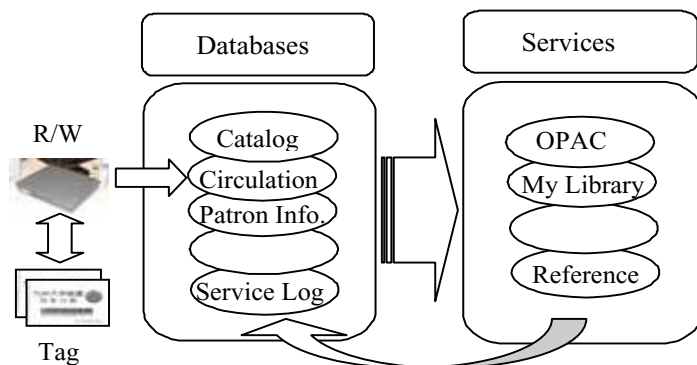 Databases
Services
R/W
Catalog
Circulation
Patron Info.
Service Log
OPAC
My Library
Reference
Tag